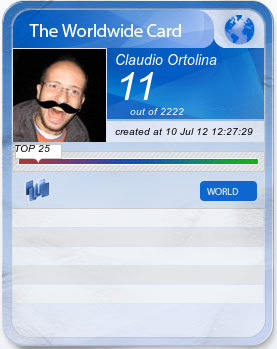 The Worldwide Card
Claudio Ortolina
11
out of 2222
created at 10 Jul 12 12:27:29
TOP 25
WORLD